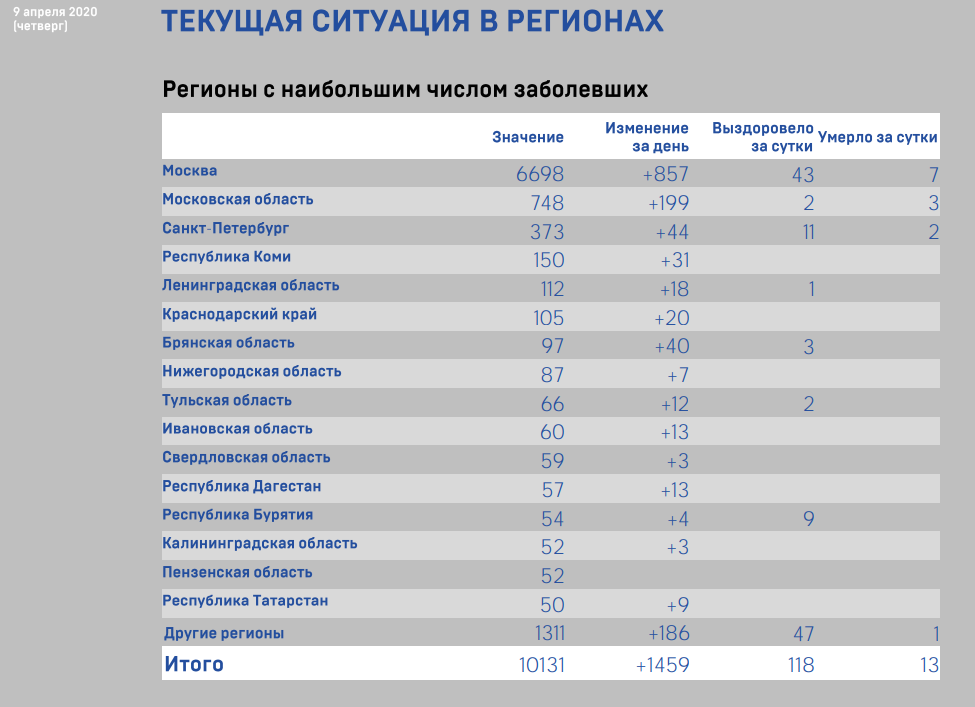 9 апреля 2020
(четверг)
ТЕКУЩАЯ СИТУАЦИЯ В РЕГИОНАХ
Регионы с наибольшим числом заболевших
Значение Изменение за день Выздоровело за сутки Умерло за сутки
Москва 6698 +857 43 7
Московская область 748 +199 2 3
Санкт-Петербург 373 +44 11 2
Республика Коми 150 +31
Ленинградская область 112 +18 1
Краснодарский край 105 +20
Брянская область 97 +40 3
Нижегородская область 87 +7
Тульская область 66 +12 2
Ивановская область 60 +13
Свердловская область 59 +3
Республика Дагестан 57 +13
Республика Бурятия 54 +4 9
Калининградская область 52 +3
Пензенская область 52
Республика Татарстан 50 +9
Другие регионы 1311 +186 47 1
Итого 10131 +1459 118 13